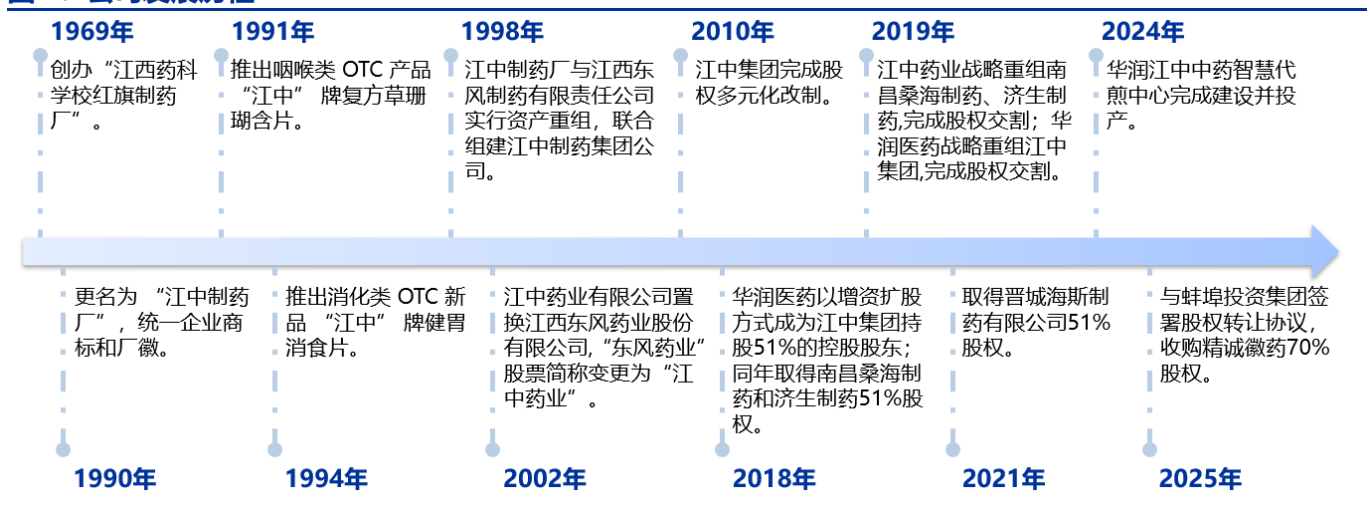 1969年
创办“江西药科
学校红旗制药
厂”。
1991年
推出咽喉类 OTC 产品
“江中” 牌复方草珊
瑚含片。
1998年
江中制药厂与江西东
风制药有限责任公司
实行资产重组，联合
组建江中制药集团公
司。
2010年
江中集团完成股
权多元化改制。
2019年
江中药业战略重组南
昌桑海制药、济生制
药,完成股权交割；华
润医药战略重组江中
集团,完成股权交割。
2024年
华润江中中药智慧代
煎中心完成建设并投
产。
更名为 “江中制药
厂”，统一企业商
标和厂徽。
1990年
推出消化类 OTC 新
品 “江中” 牌健胃
消食片。
1994年
江中药业有限公司置
换江西东风药业股份
有限公司,“东风药业”
股票简称变更为“江
中药业”。
2002年
华润医药以增资扩股
方式成为江中集团持
股51%的控股股东；
同年取得南昌桑海制
药和济生制药51%股
权。
2018年
取得晋城海斯制
药有限公司51%
股权。
2021年
与蚌埠投资集团签
署股权转让协议，
收购精诚徽药70%
股权。
2025年